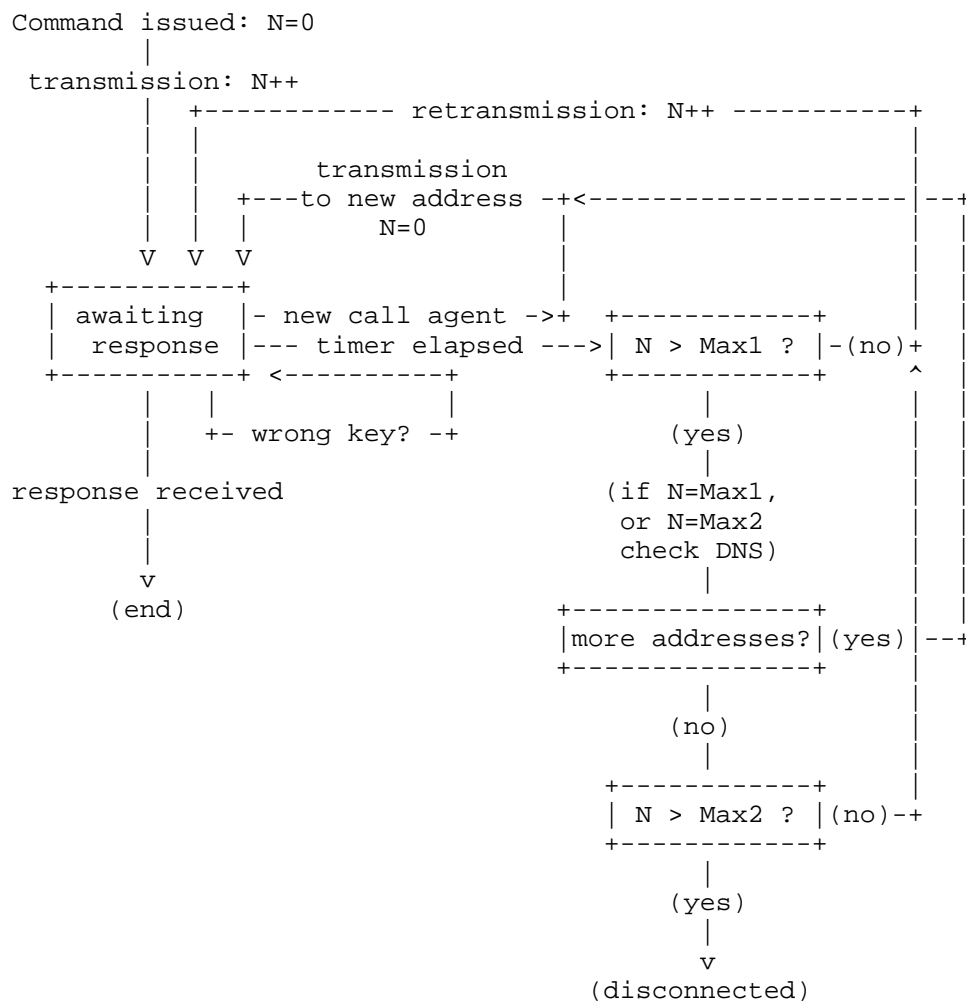 Command issued: N=0
transmission: N++
retransmission: N++
transmission
to new address
N=0
awaiting
response
new call agent
timer elapsed
N > Max1 ?
(no)
wrong key?
(yes)
response received
(if N=Max1,
or N=Max2
check DNS)
(end)
more addresses?
(yes)
(no)
N > Max2 ?
(no)
(yes)
(disconnected)